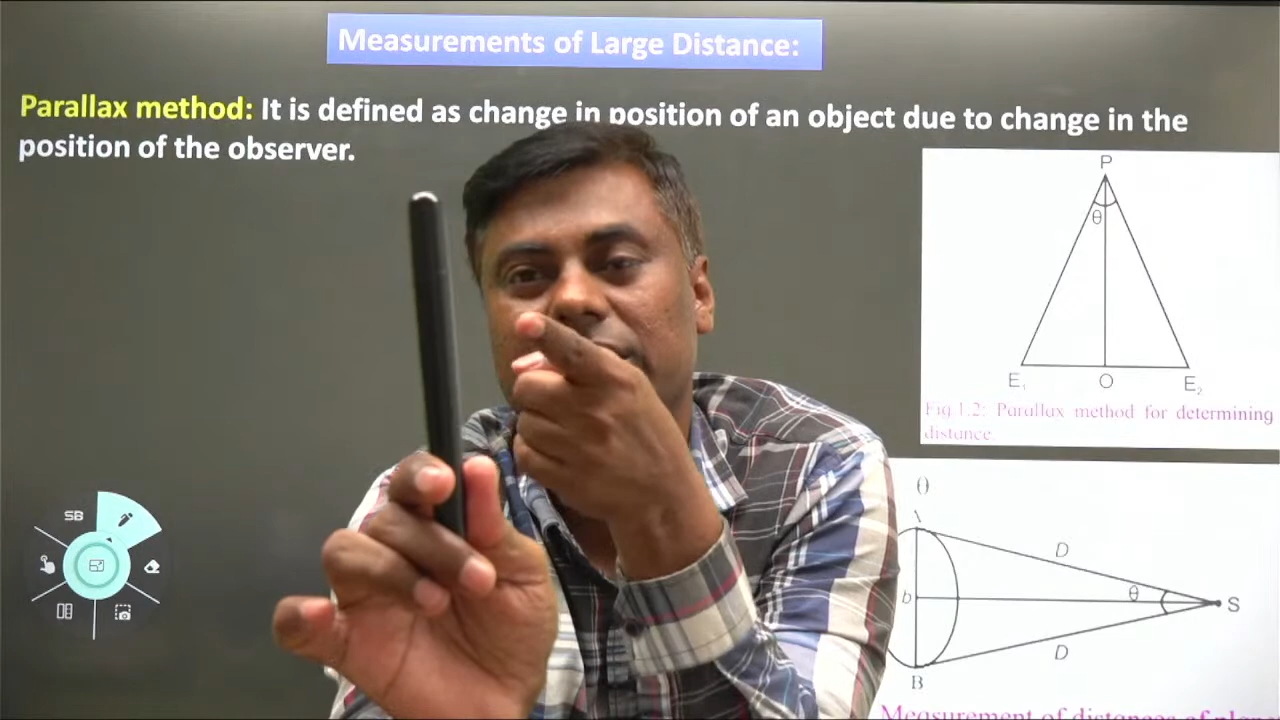 Measurements of Large Distance:
Parallax method: It is defined as change in position of an object due to change in the
position of the observer.
P
θ
E₁ O E₂
Fig.1.2: Parallax method for determining
distance.
θ
A
D
b θ S
D
B
SB